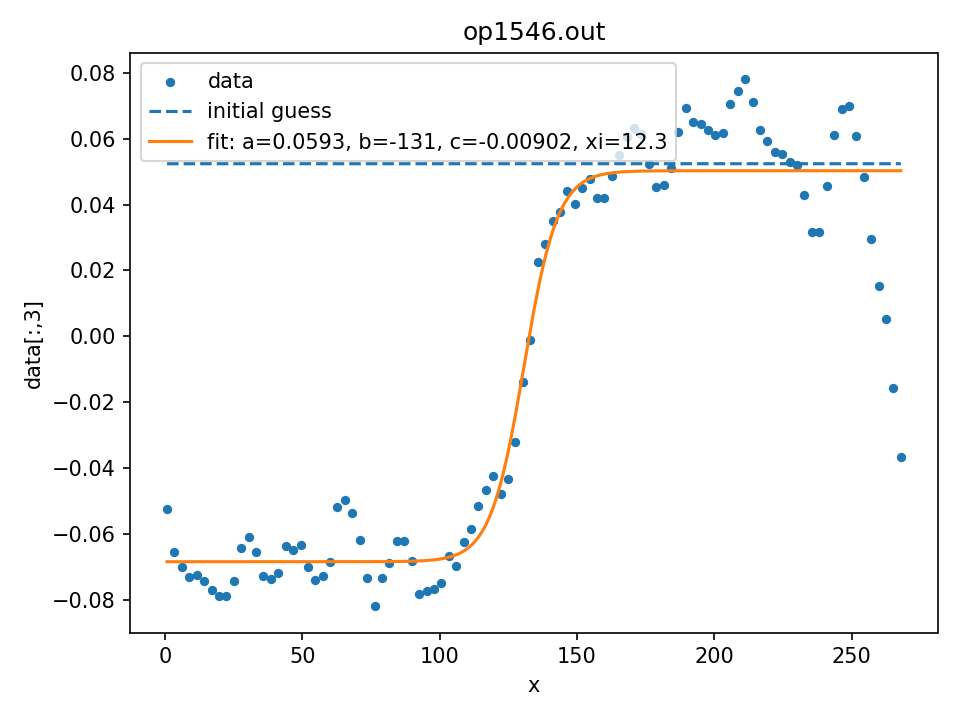 op1546.out
data
initial guess
fit: a=0.0593, b=-131, c=-0.00902, xi=12.3
0.08
0.06
0.04
0.02
0.00
−0.02
−0.04
−0.06
−0.08
data[:,3]
0 50 100 150 200 250
x